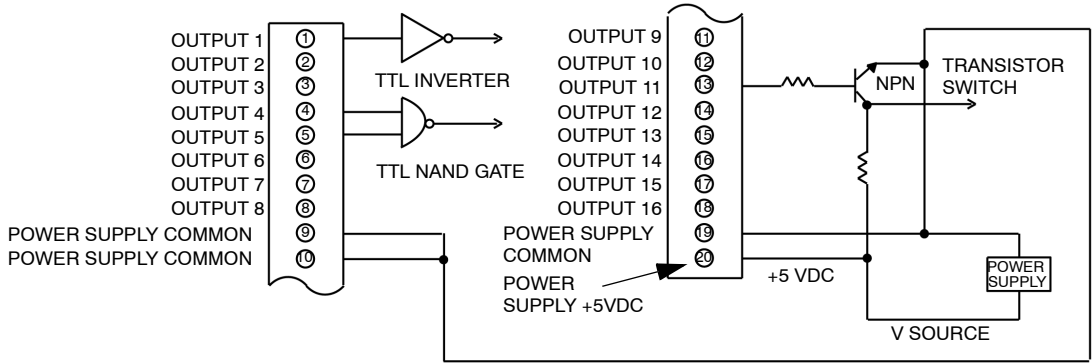 OUTPUT 1
OUTPUT 2
OUTPUT 3
OUTPUT 4
OUTPUT 5
OUTPUT 6
OUTPUT 7
OUTPUT 8
POWER SUPPLY COMMON
POWER SUPPLY COMMON
1
2
3
4
5
6
7
8
9
10
TTL INVERTER
TTL NAND GATE
OUTPUT 9
OUTPUT 10
OUTPUT 11
OUTPUT 12
OUTPUT 13
OUTPUT 14
OUTPUT 15
OUTPUT 16
POWER SUPPLY
COMMON
POWER
SUPPLY +5VDC
11
12
13
14
15
16
17
18
19
20
NPN
TRANSISTOR
SWITCH
+5 VDC
POWER
SUPPLY
V SOURCE